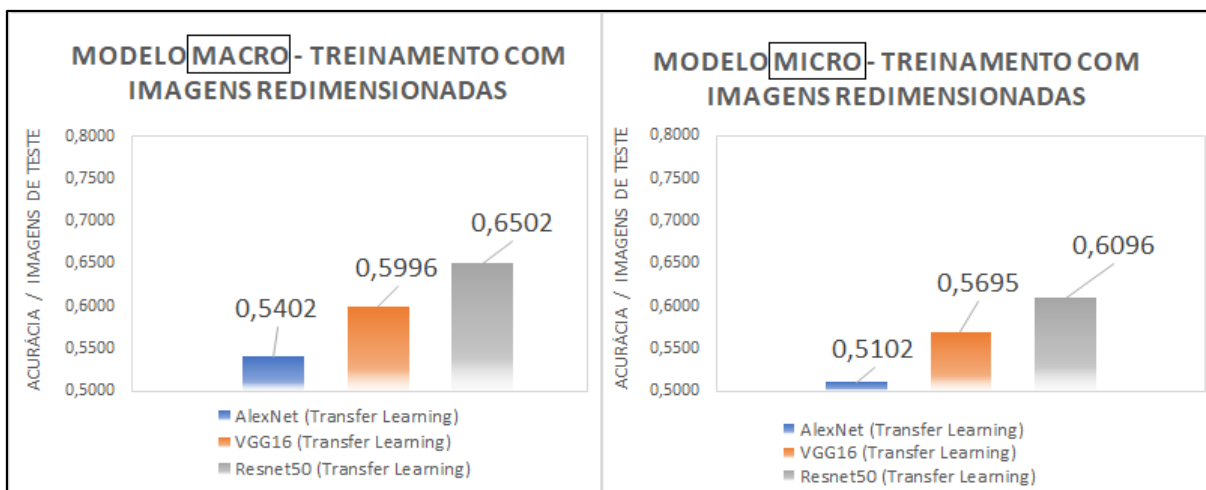 MODELO MACRO - TREINAMENTO COM
IMAGENS REDIMENSIONADAS
ACURÁCIA / IMAGENS DE TESTE
0,8000
0,7500
0,7000
0,6500
0,6000
0,5500
0,5000
0,5402
0,5996
0,6502
AlexNet (Transfer Learning)
VGG16 (Transfer Learning)
Resnet50 (Transfer Learning)
MODELO MICRO - TREINAMENTO COM
IMAGENS REDIMENSIONADAS
ACURÁCIA / IMAGENS DE TESTE
0,8000
0,7500
0,7000
0,6500
0,6000
0,5500
0,5000
0,5102
0,5695
0,6096
AlexNet (Transfer Learning)
VGG16 (Transfer Learning)
Resnet50 (Transfer Learning)